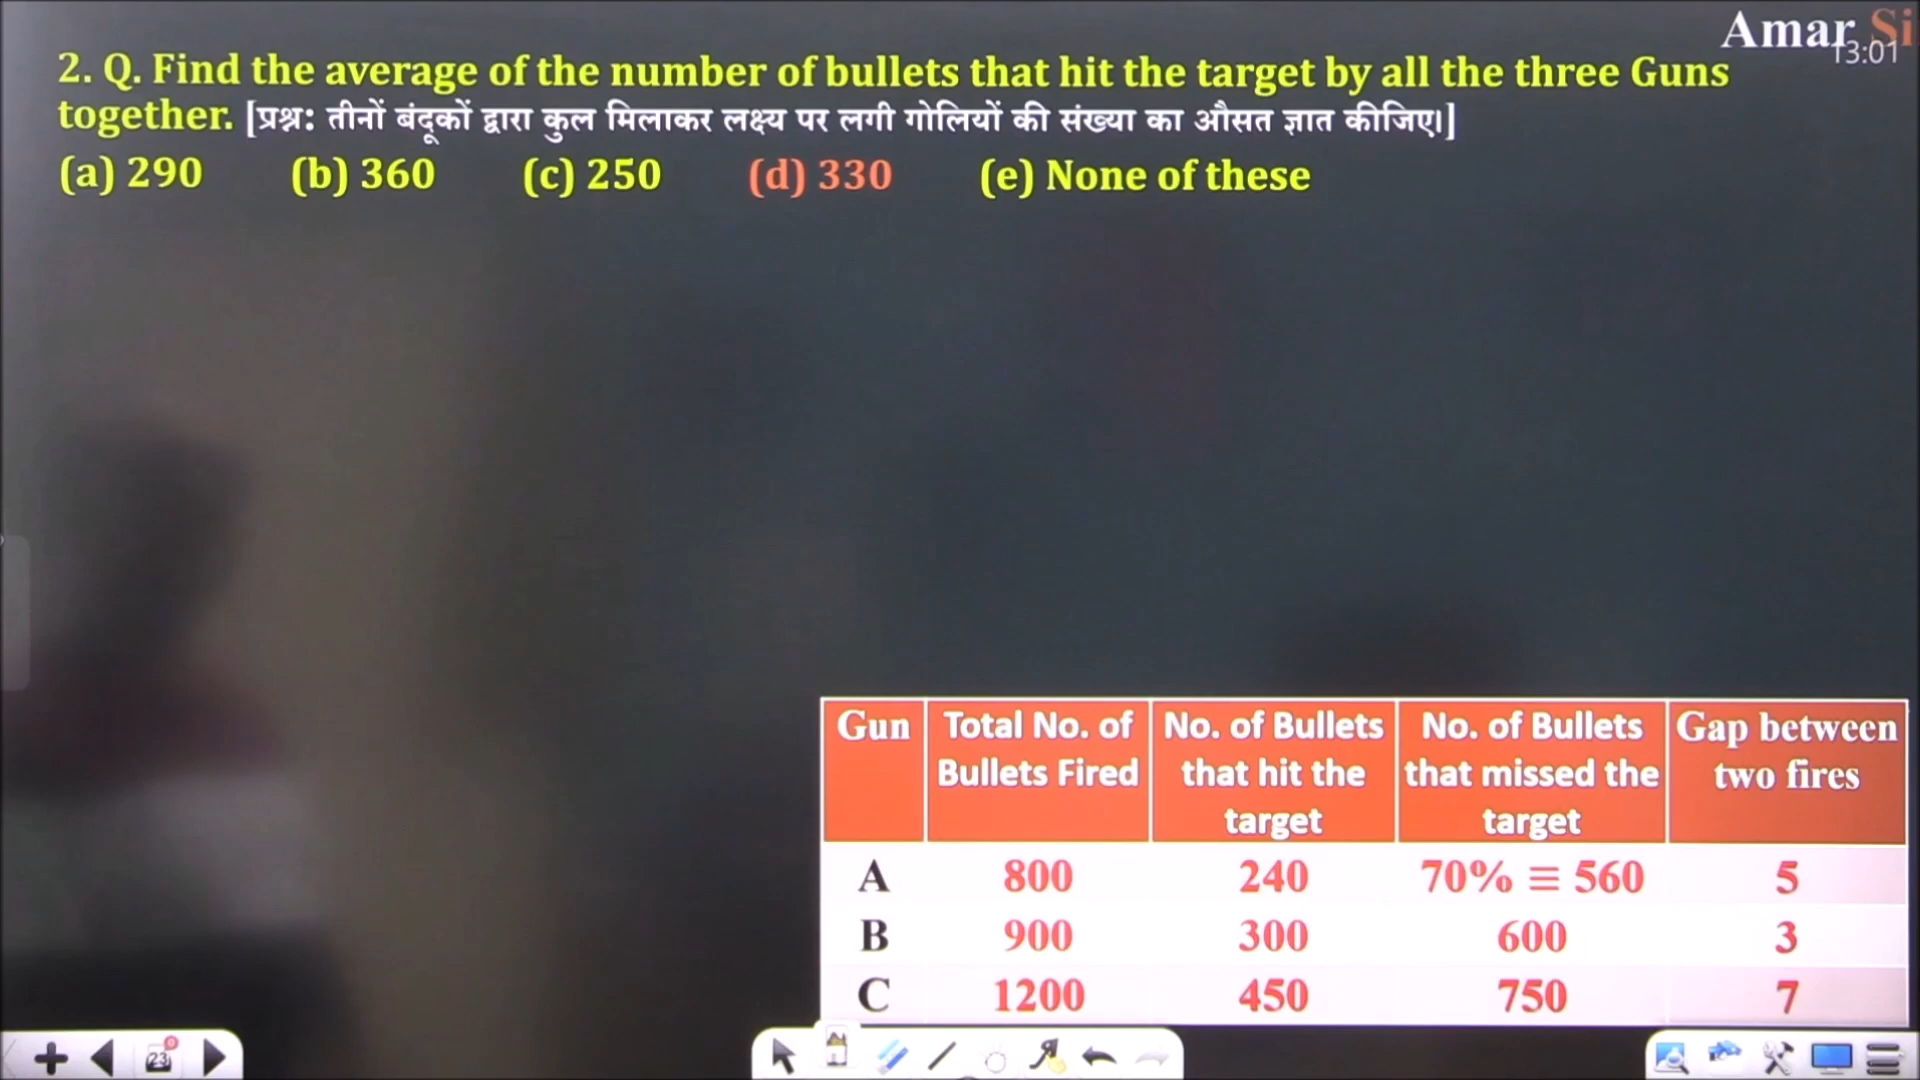 Amar Si
13:01
2. Q. Find the average of the number of bullets that hit the target by all the three Guns
together. [प्रश्न: तीनों बंदूकों द्वारा कुल मिलाकर लक्ष्य पर लगी गोलियों की संख्या का औसत ज्ञात कीजिए।]
(a) 290 (b) 360 (c) 250 (d) 330 (e) None of these
Gun Total No. of Bullets Fired No. of Bullets that hit the target No. of Bullets that missed the target Gap between two fires
A 800 240 70% ≡ 560 5
B 900 300 600 3
C 1200 450 750 7
23 0